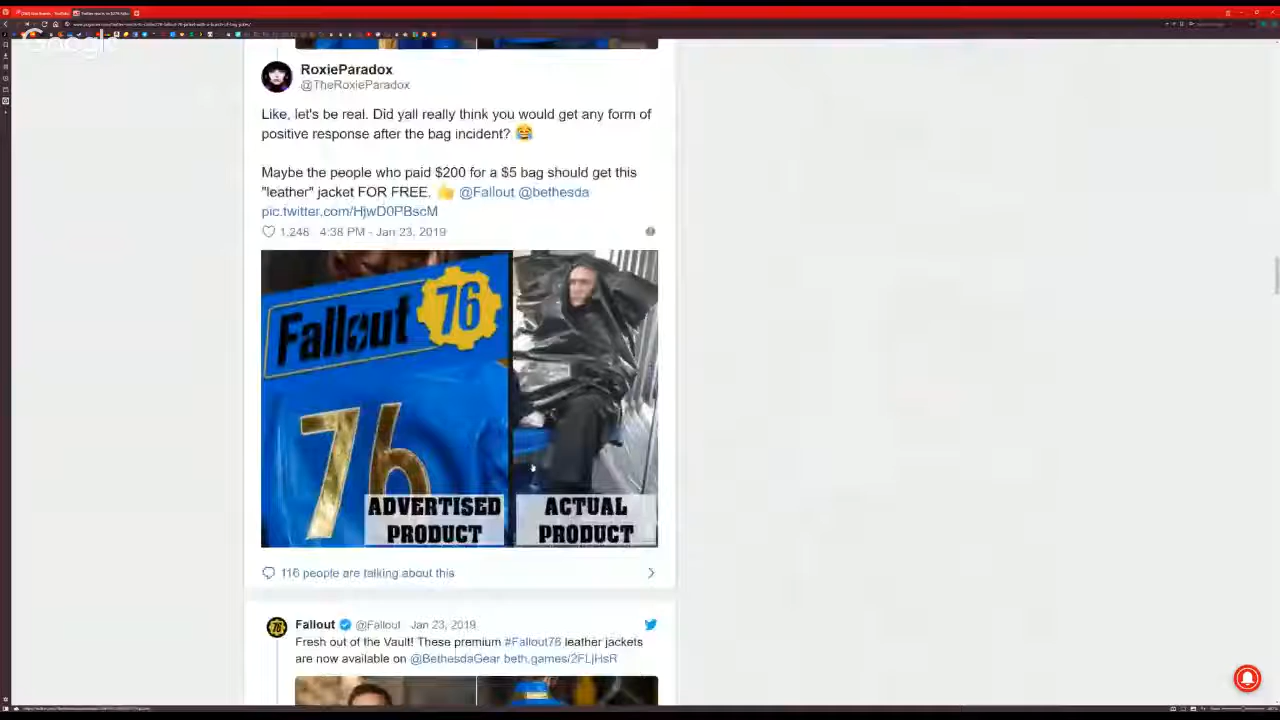 Google
RoxieParadox
@TheRoxieParadox
Like, let's be real. Did yall really think you would get any form of
positive response after the bag incident? 😂
Maybe the people who paid $200 for a $5 bag should get this
"leather" jacket FOR FREE. 👍 @Fallout @bethesda
pic.twitter.com/HjwD0PBscM
1,248 4:38 PM - Jan 23, 2019
Fallout 76
76
ADVERTISED
PRODUCT
ACTUAL
PRODUCT
116 people are talking about this
Fallout @Fallout Jan 23, 2019
Fresh out of the Vault! These premium #Fallout76 leather jackets
are now available on @BethesdaGear beth.games/2FLjHsR